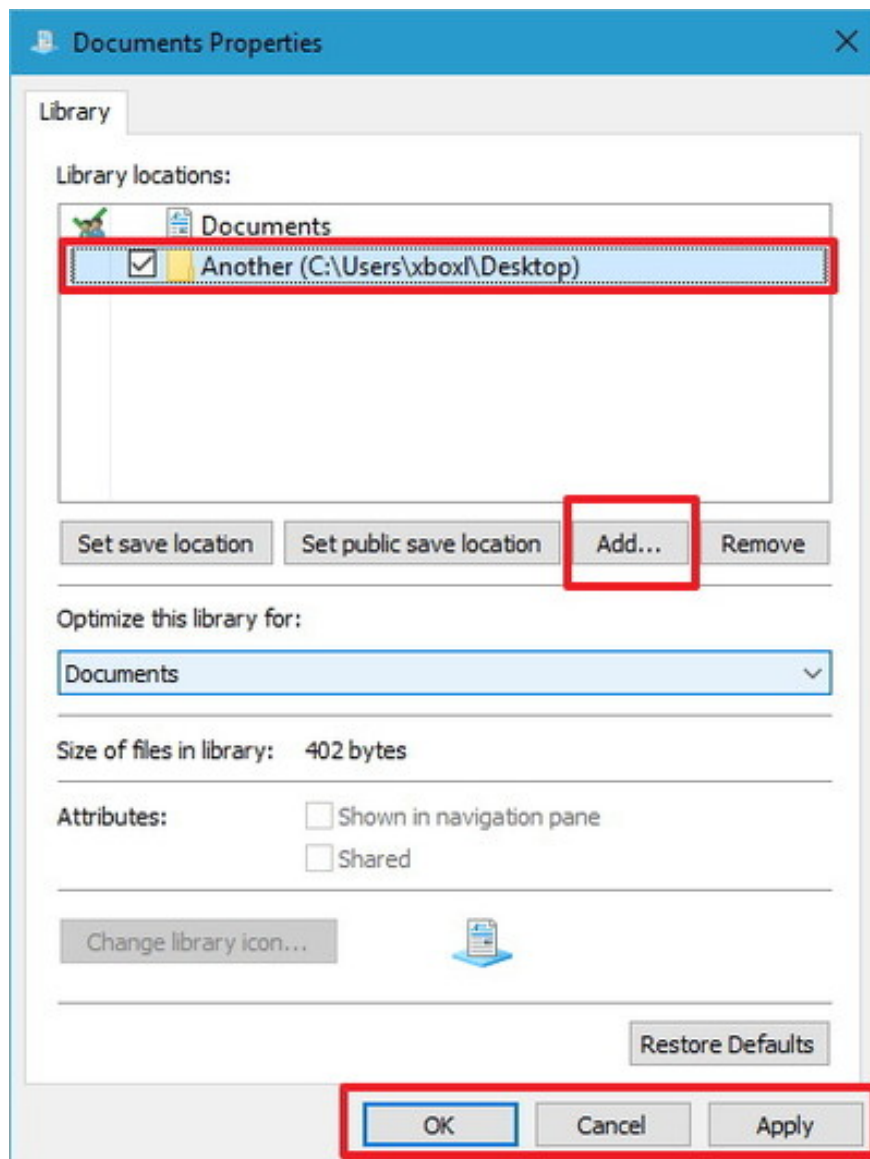 Documents Properties
Library
Library locations:
Documents
Another (C:\Users\xboxl\Desktop)
Set save location Set public save location Add... Remove
Optimize this library for:
Documents
Size of files in library: 402 bytes
Attributes: Shown in navigation pane
Shared
Change library icon...
Restore Defaults
OK Cancel Apply